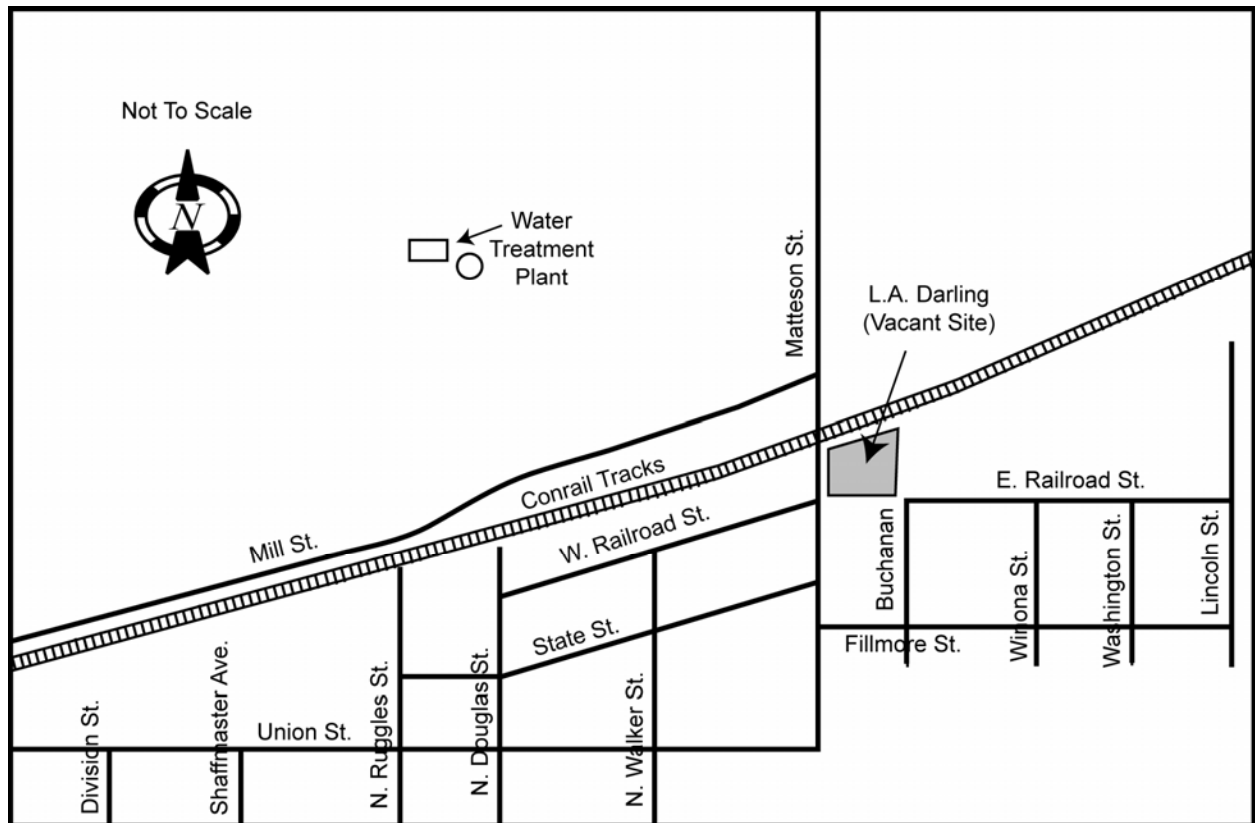 Not To Scale
N
Water
Treatment
Plant
Matteson St.
L.A. Darling
(Vacant Site)
Conrail Tracks
E. Railroad St.
Mill St.
W. Railroad St.
Buchanan
Winona St.
Washington St.
Lincoln St.
State St.
Fillmore St.
Division St.
Shaffmaster Ave.
Union St.
N. Ruggles St.
N. Douglas St.
N. Walker St.